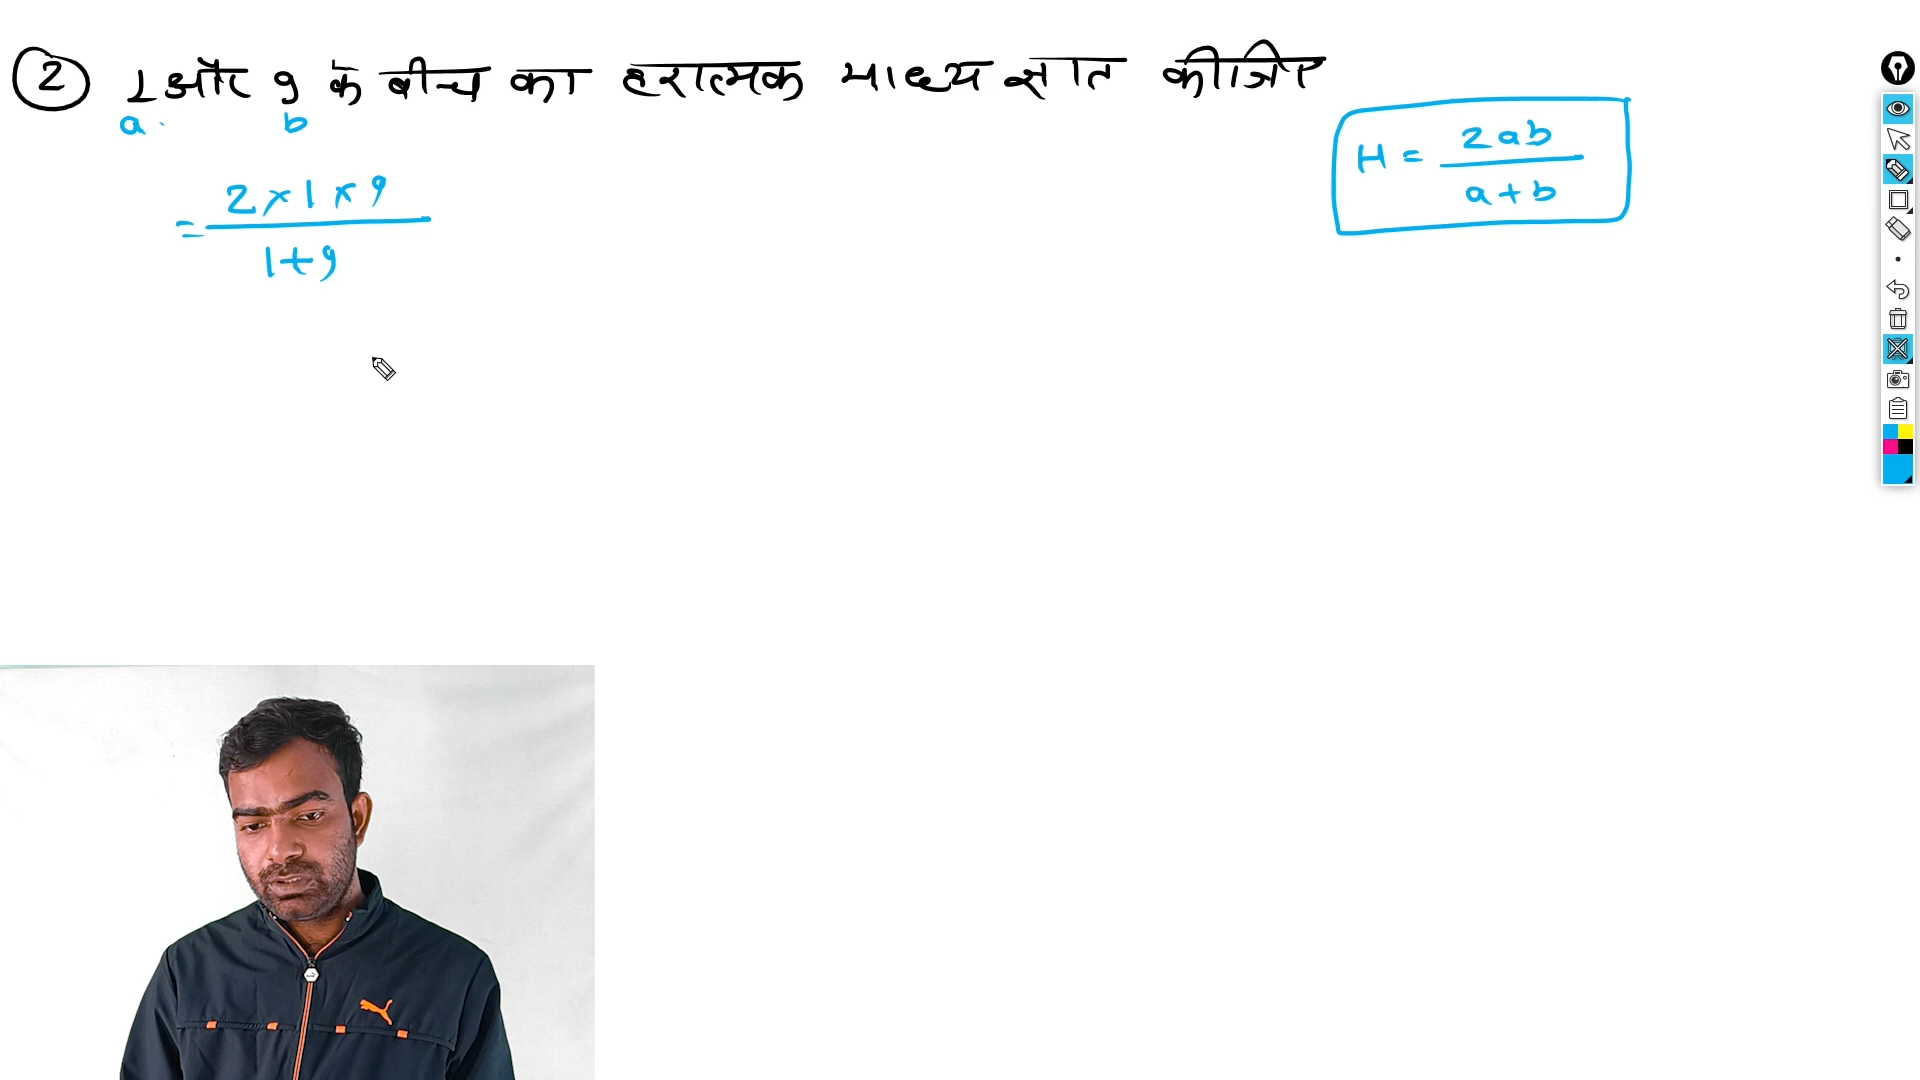 ② 1 और 9 के बीच का हरात्मक माध्य ज्ञात कीजिए
a. b
H = 2ab / a+b
= 2×1×9 / 1+9